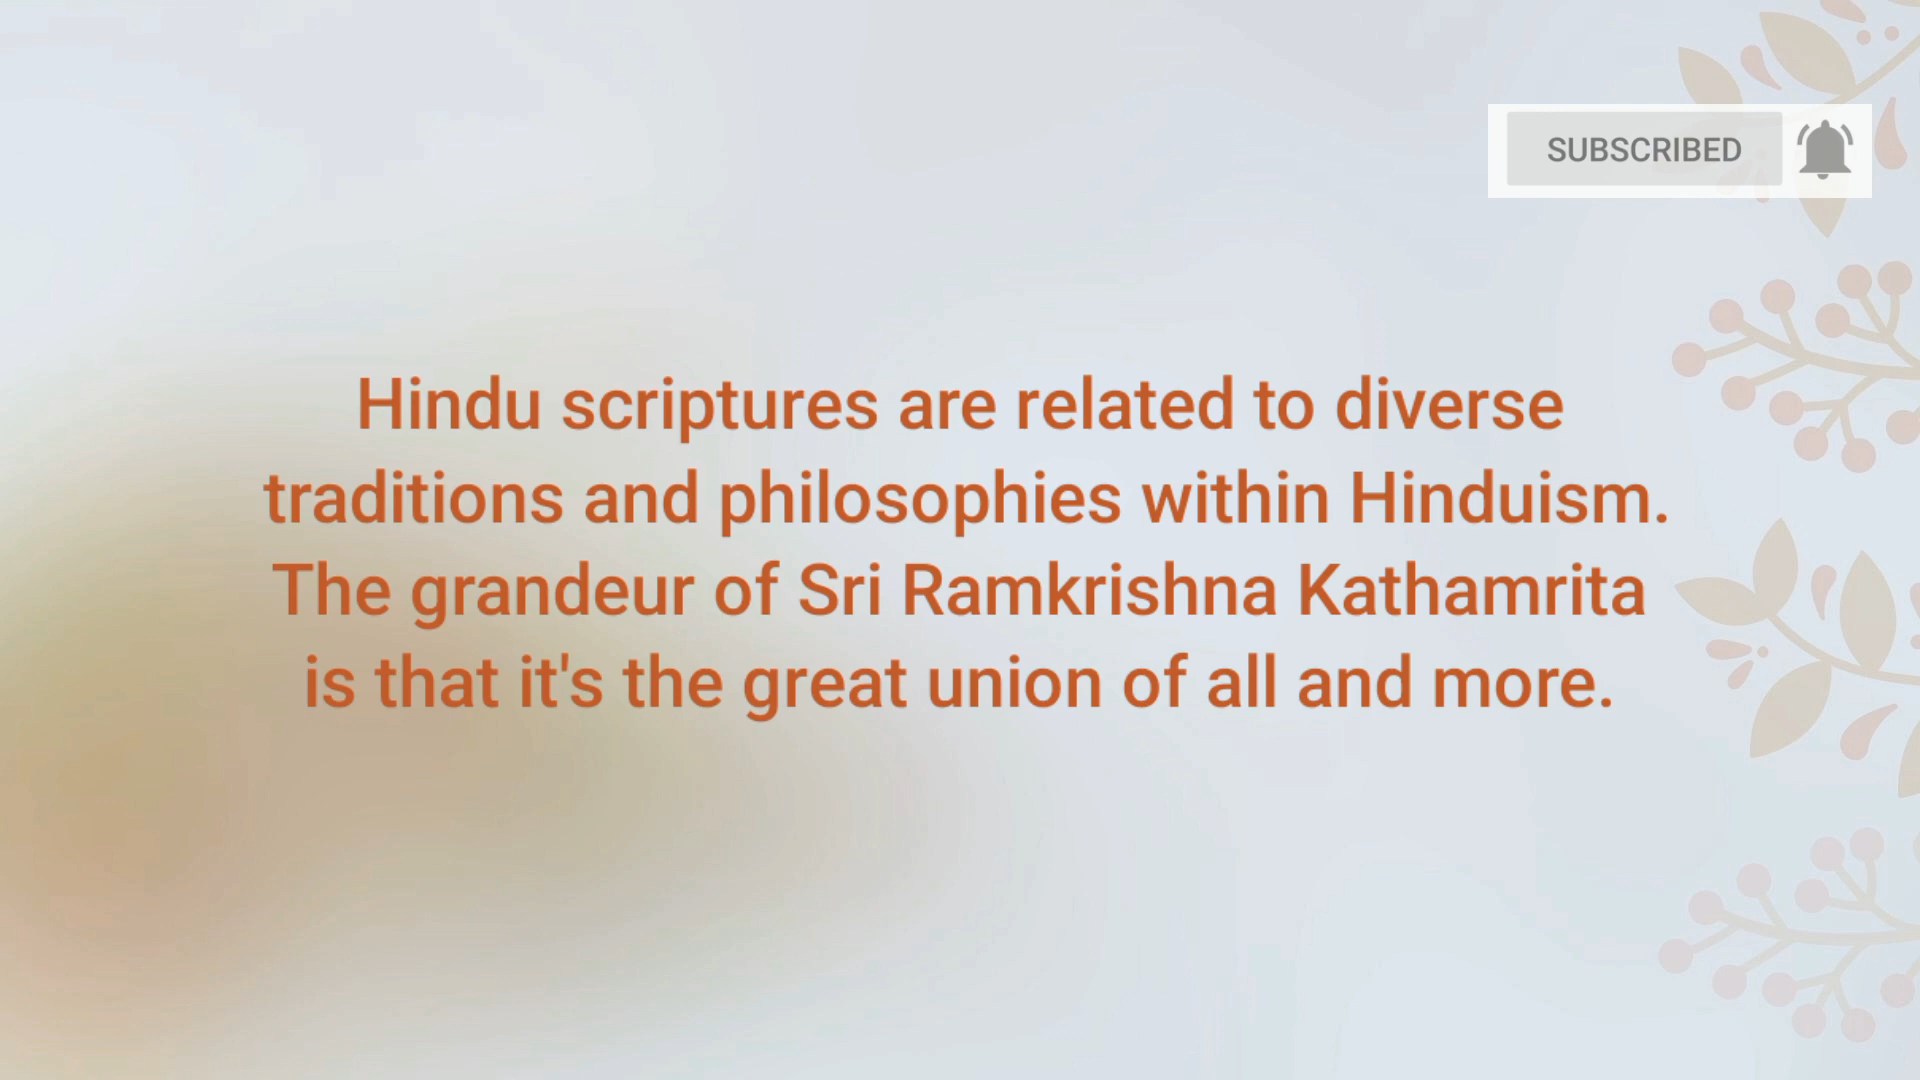 SUBSCRIBED
Hindu scriptures are related to diverse
traditions and philosophies within Hinduism.
The grandeur of Sri Ramkrishna Kathamrita
is that it's the great union of all and more.